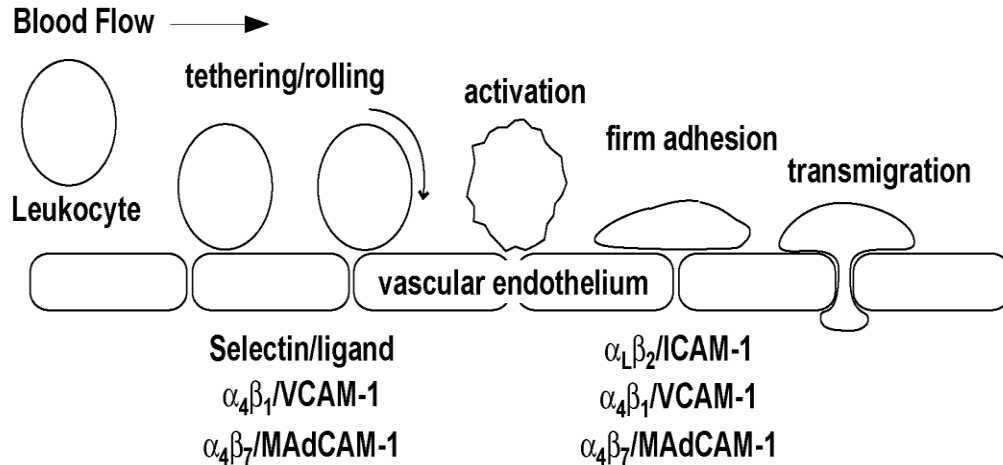 Blood Flow
tethering/rolling
activation
firm adhesion
transmigration
Leukocyte
vascular endothelium
Selectin/ligand
α₄β₁/VCAM-1
α₄β₇/MAdCAM-1
α_Lβ₂/ICAM-1
α₄β₁/VCAM-1
α₄β₇/MAdCAM-1